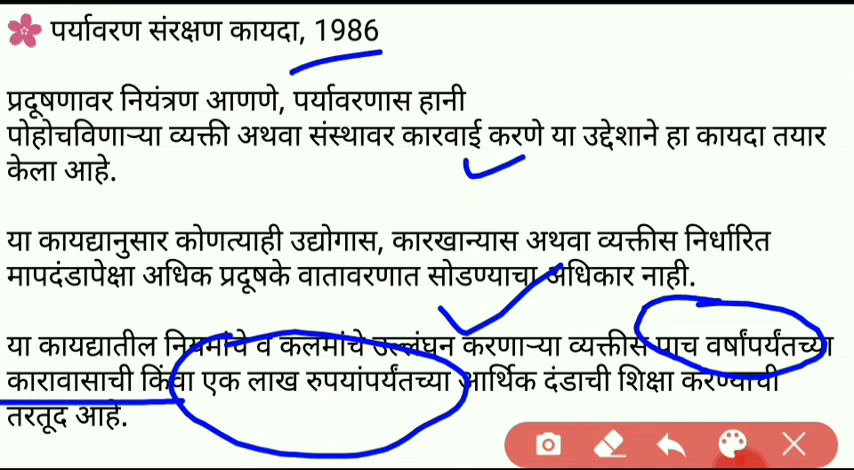 पर्यावरण संरक्षण कायदा, 1986
प्रदूषणावर नियंत्रण आणणे, पर्यावरणास हानी
पोहोचविणाऱ्या व्यक्ती अथवा संस्थावर कारवाई करणे या उद्देशाने हा कायदा तयार
केला आहे.
या कायद्यानुसार कोणत्याही उद्योगास, कारखान्यास अथवा व्यक्तीस निर्धारित
मापदंडापेक्षा अधिक प्रदूषके वातावरणात सोडण्याचा अधिकार नाही.
या कायद्यातील नियमांचे व कलमांचे उल्लंघन करणाऱ्या व्यक्तीस पाच वर्षांपर्यंतच्या
कारावासाची किंवा एक लाख रुपयांपर्यंतच्या आर्थिक दंडाची शिक्षा करण्याची
तरतूद आहे.